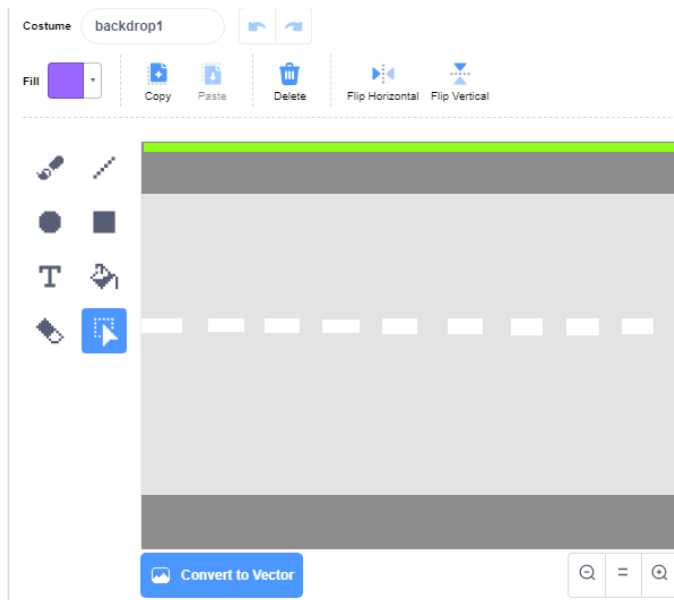 Costume backdrop1
Fill
Copy Paste Delete Flip Horizontal Flip Vertical
T
Convert to Vector